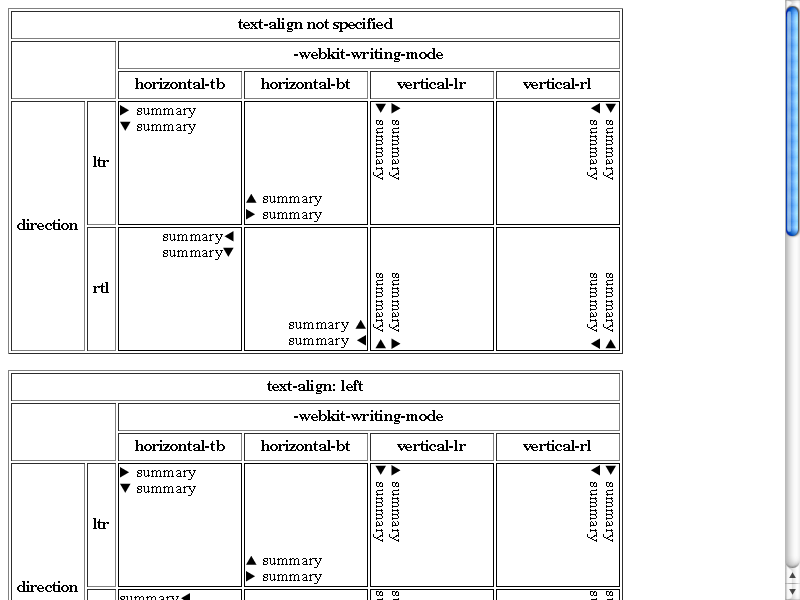 text-align not specified
-webkit-writing-mode
horizontal-tb horizontal-bt vertical-lr vertical-rl
direction
ltr
▶ summary
▼ summary
▲ summary
▶ summary
▼ summary
▶ summary
◀ summary
▼ summary
rtl
summary◀
summary▼
summary ▲
summary ◀
summary ▲
summary ▶
summary ◀
summary ▲
text-align: left
-webkit-writing-mode
horizontal-tb horizontal-bt vertical-lr vertical-rl
direction
ltr
▶ summary
▼ summary
▲ summary
▶ summary
▼ summary
▶ summary
◀ summary
▼ summary
summary◀